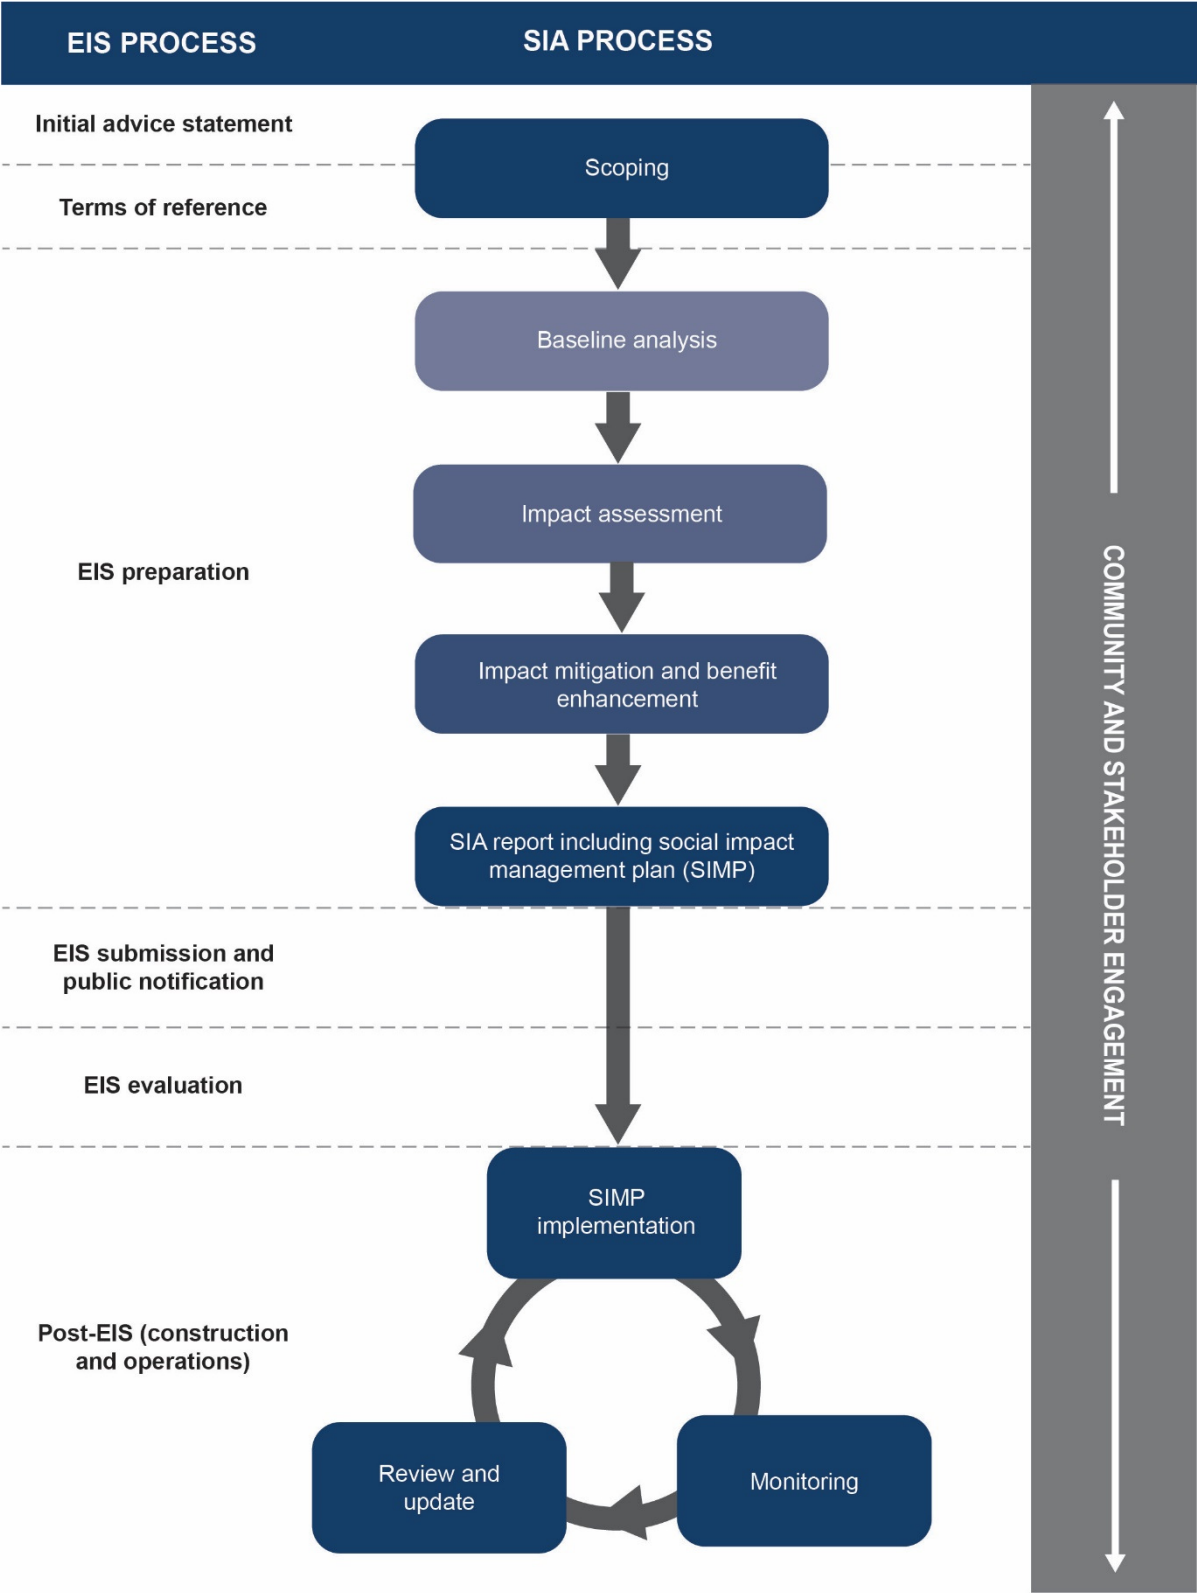 EIS PROCESS
SIA PROCESS
Initial advice statement
Scoping
Terms of reference
Baseline analysis
Impact assessment
EIS preparation
Impact mitigation and benefit
enhancement
SIA report including social impact
management plan (SIMP)
EIS submission and
public notification
EIS evaluation
SIMP
implementation
Post-EIS (construction
and operations)
Review and
update
Monitoring
COMMUNITY AND STAKEHOLDER ENGAGEMENT